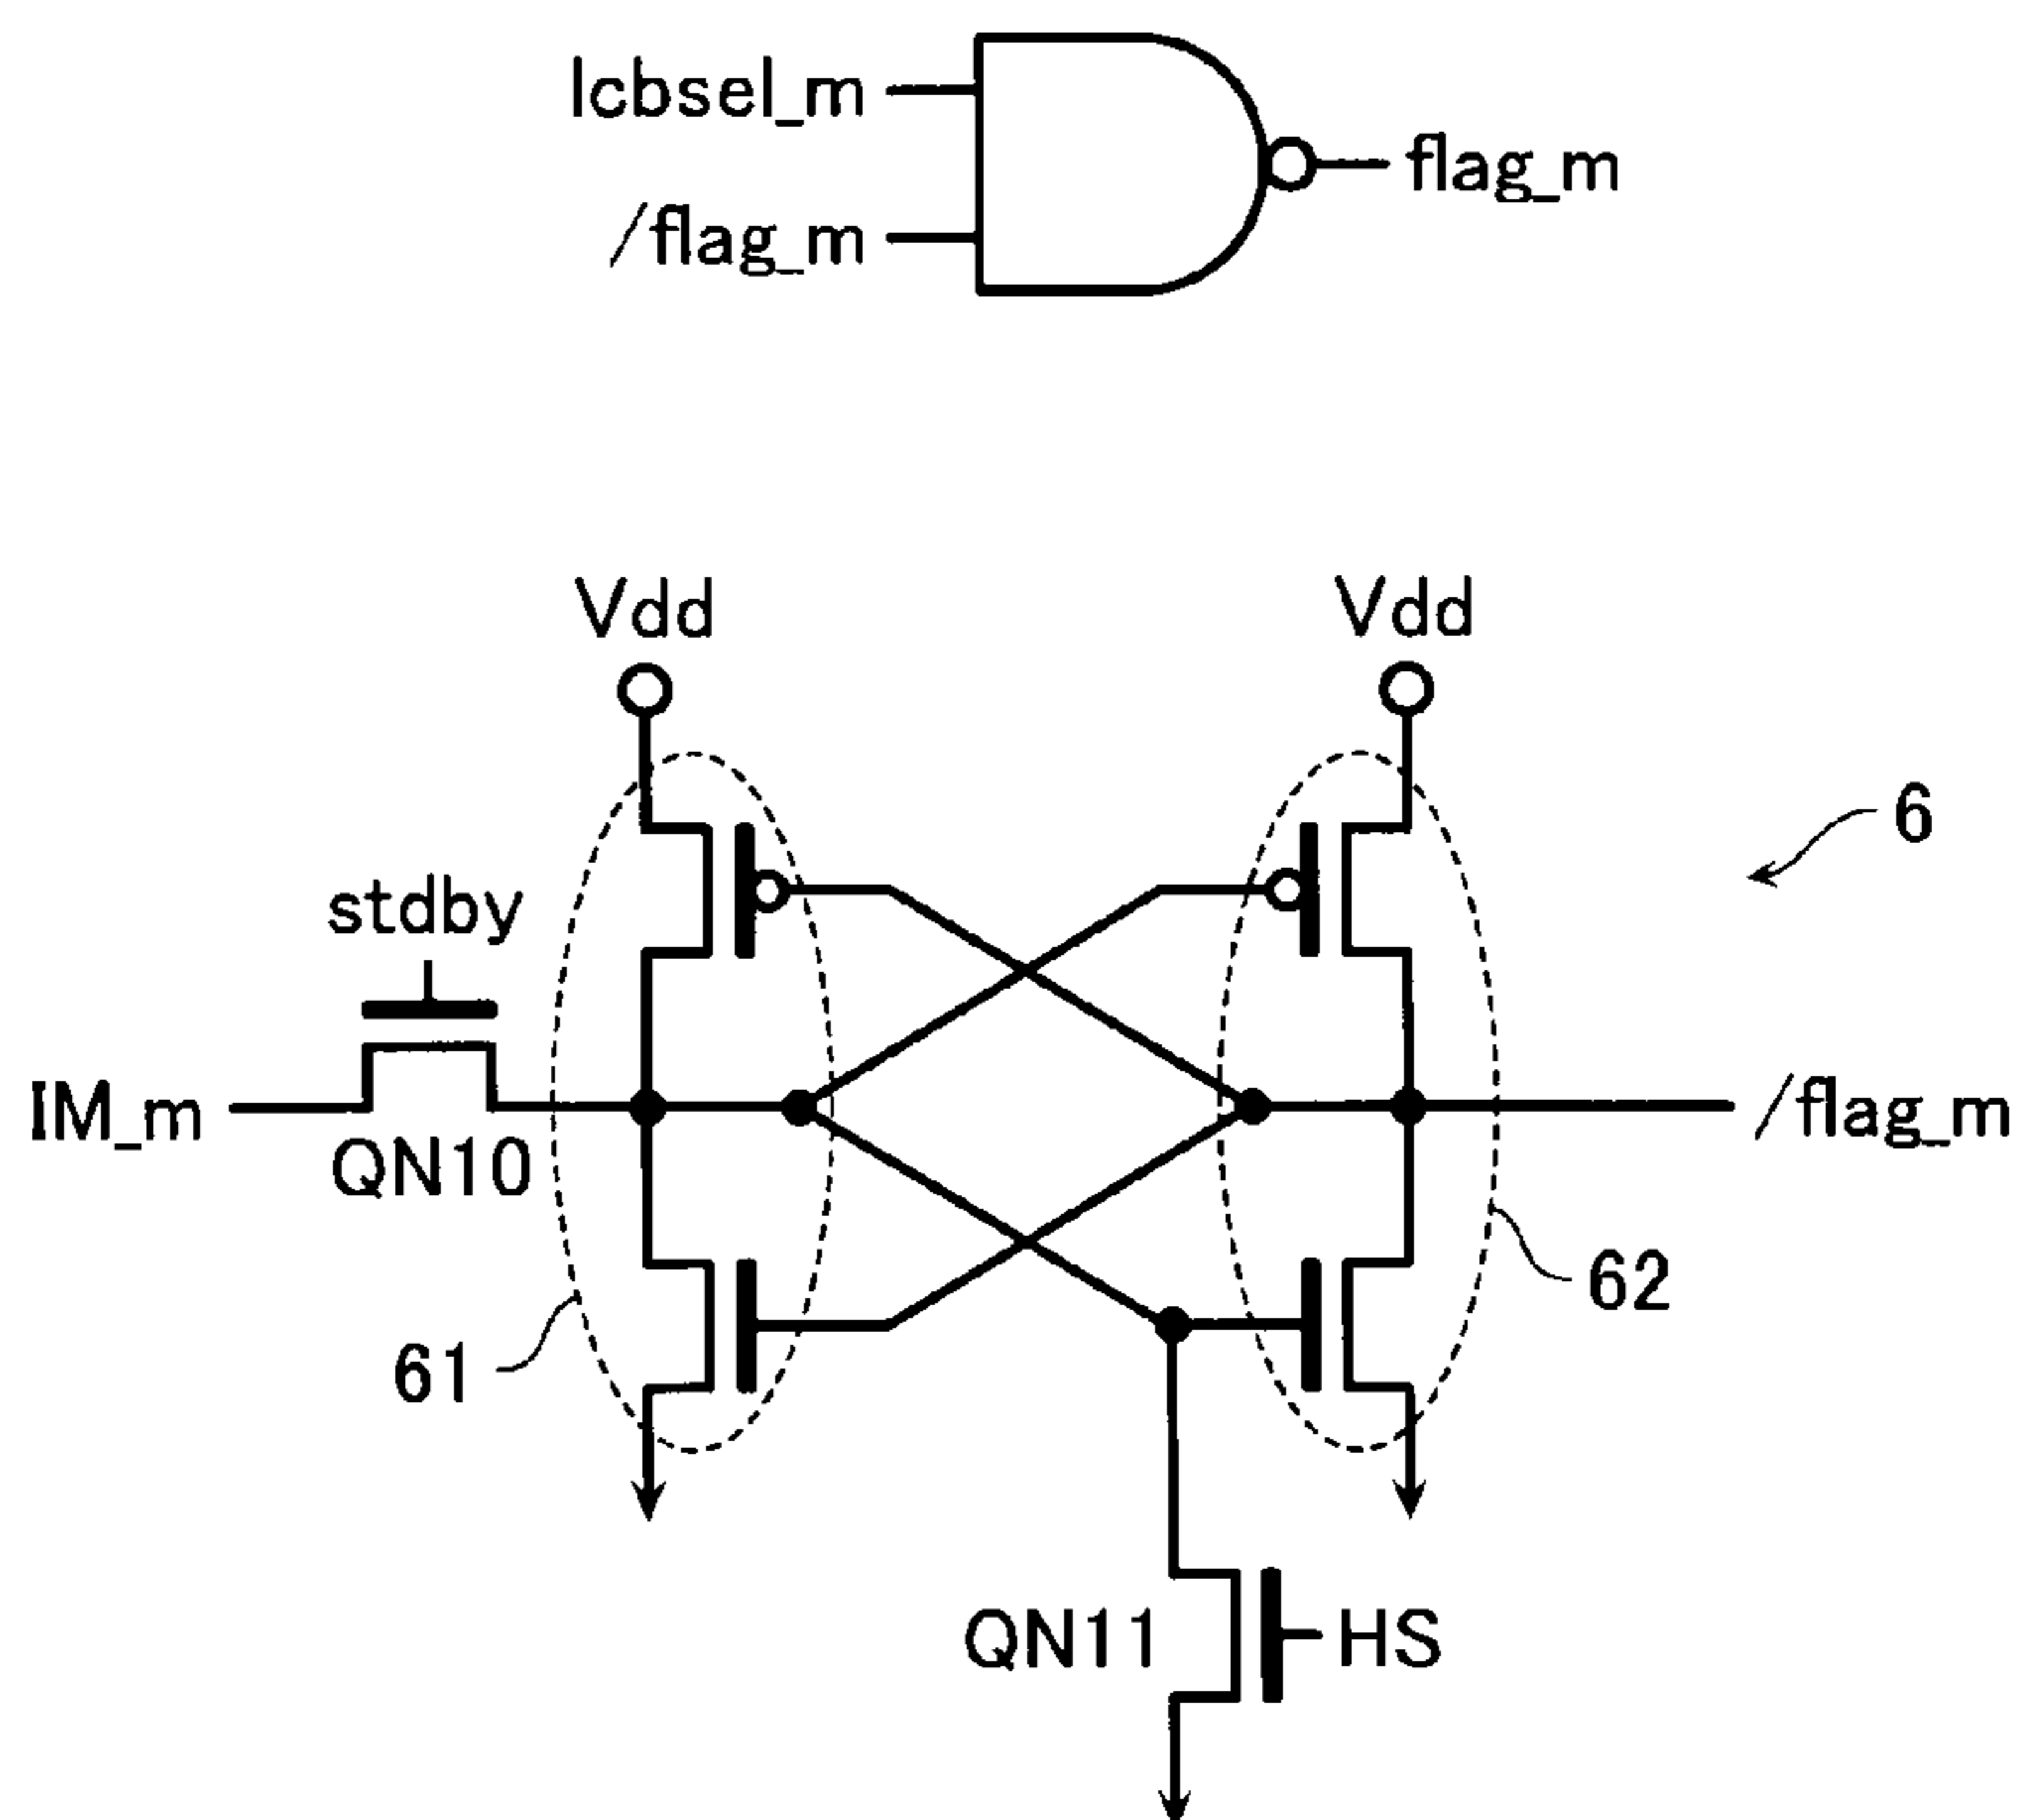 lcbsel_m
flag_m
/flag_m
Vdd
Vdd
6
stdby
IM_m
/flag_m
QN10
62
61
QN11
HS